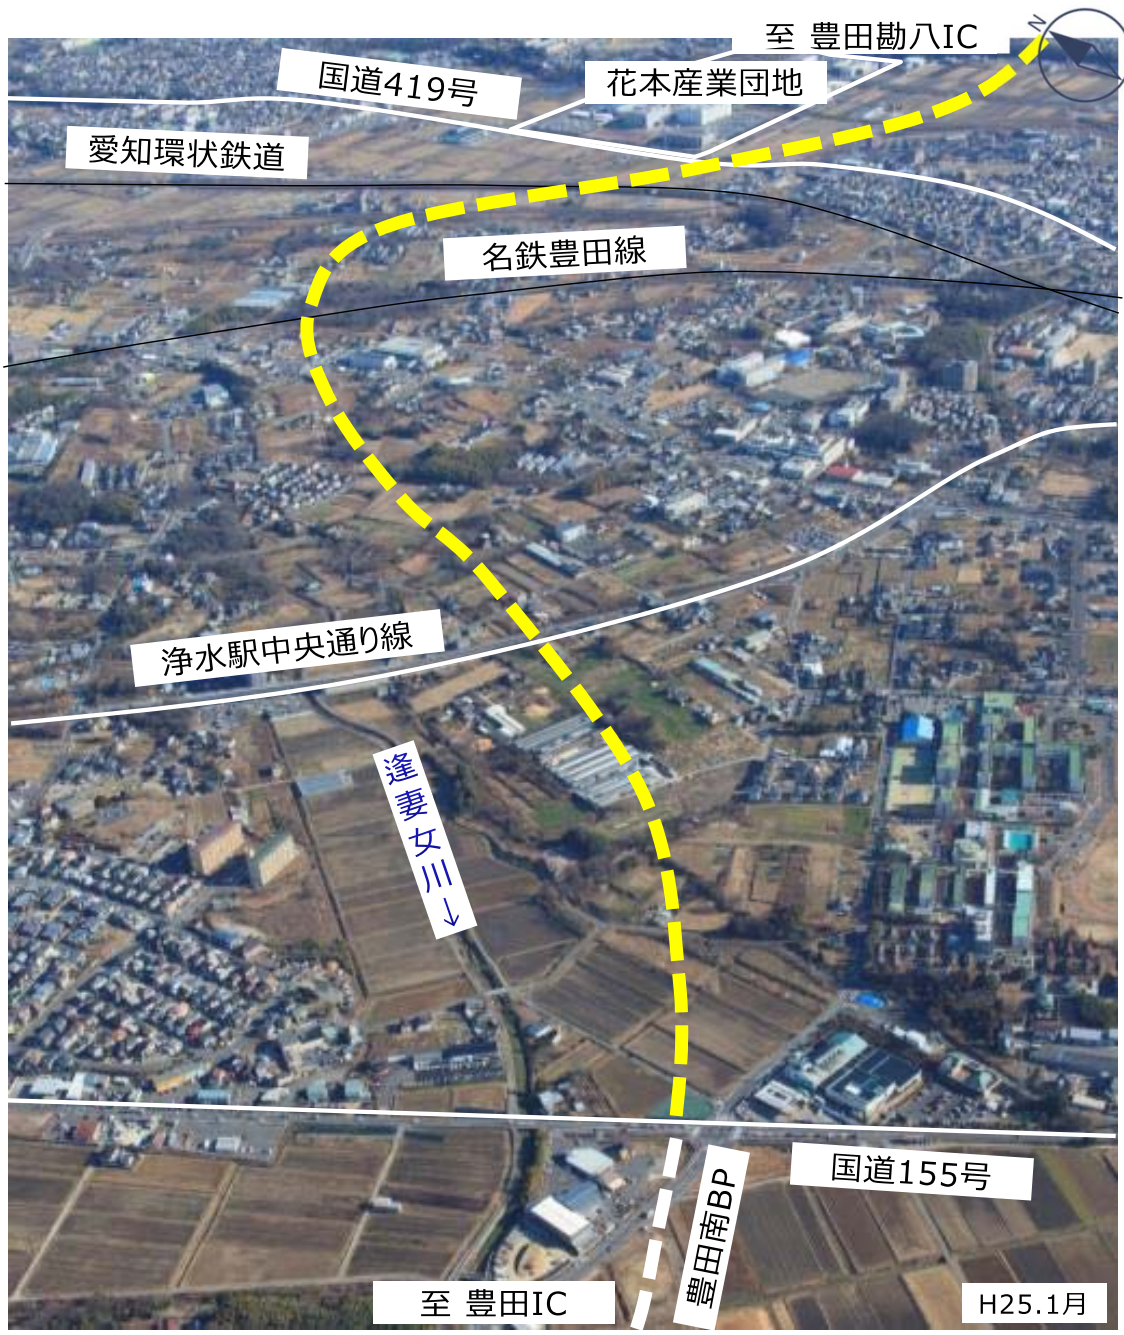 至 豊田勘八IC
N
国道419号
花本産業団地
愛知環状鉄道
名鉄豊田線
浄水駅中央通り線
逢妻女川→
国道155号
豊田南BP
至 豊田IC
H25.1月